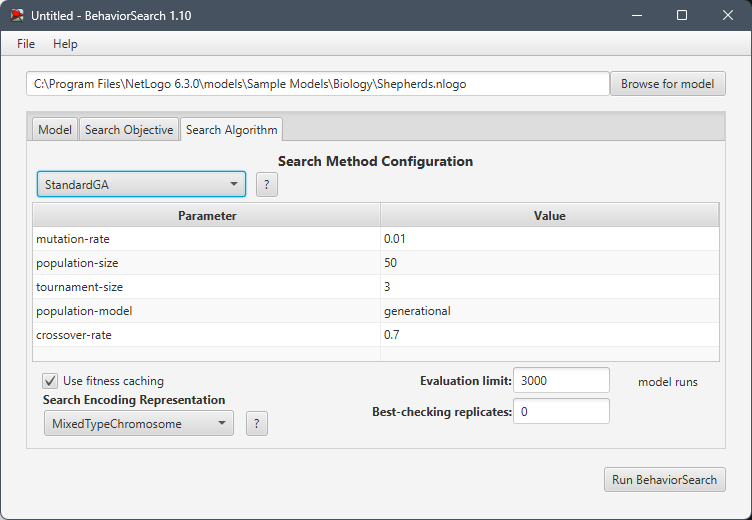 Untitled - BehaviorSearch 1.10
File Help
C:\Program Files\NetLogo 6.3.0\models\Sample Models\Biology\Shepherds.nlogo Browse for model
Model Search Objective Search Algorithm
Search Method Configuration
StandardGA ?
Parameter Value
mutation-rate 0.01
population-size 50
tournament-size 3
population-model generational
crossover-rate 0.7
Use fitness caching Evaluation limit: 3000 model runs
Search Encoding Representation
Best-checking replicates: 0
MixedTypeChromosome ?
Run BehaviorSearch